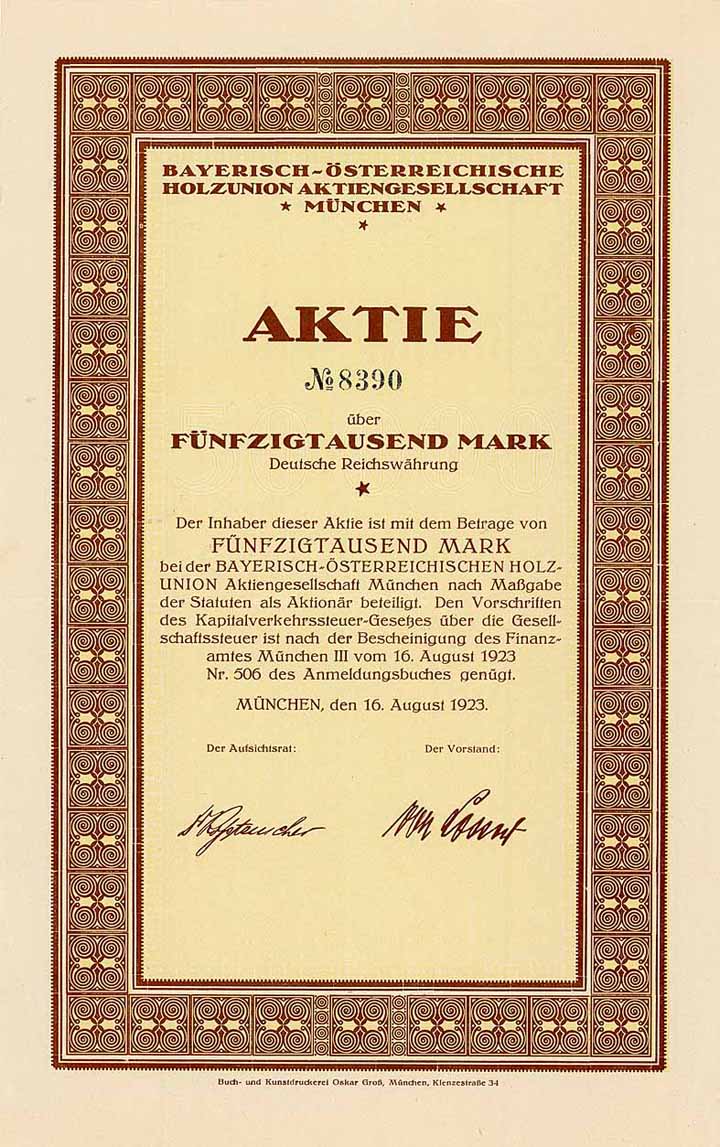 BAYERISCH-ÖSTERREICHISCHE
HOLZUNION AKTIENGESELLSCHAFT
MÜNCHEN
AKTIE
№ 8390
50000
über
FÜNFZIGTAUSEND MARK
Deutsche Reichswährung
Der Inhaber dieser Aktie ist mit dem Betrage von
FÜNFZIGTAUSEND MARK
bei der BAYERISCH-ÖSTERREICHISCHEN HOLZ-
UNION Aktiengesellschaft München nach Maßgabe
der Statuten als Aktionär beteiligt. Den Vorschriften
des Kapitalverkehrssteuer-Gesetzes über die Gesell-
schaftssteuer ist nach der Bescheinigung des Finanz-
amtes München III vom 16. August 1923
Nr. 506 des Anmeldungsbuches genügt.
MÜNCHEN, den 16. August 1923.
Der Aufsichtsrat: Der Vorstand:
Buch- und Kunstdruckerei Oskar Groß, München, Klenzestraße 34